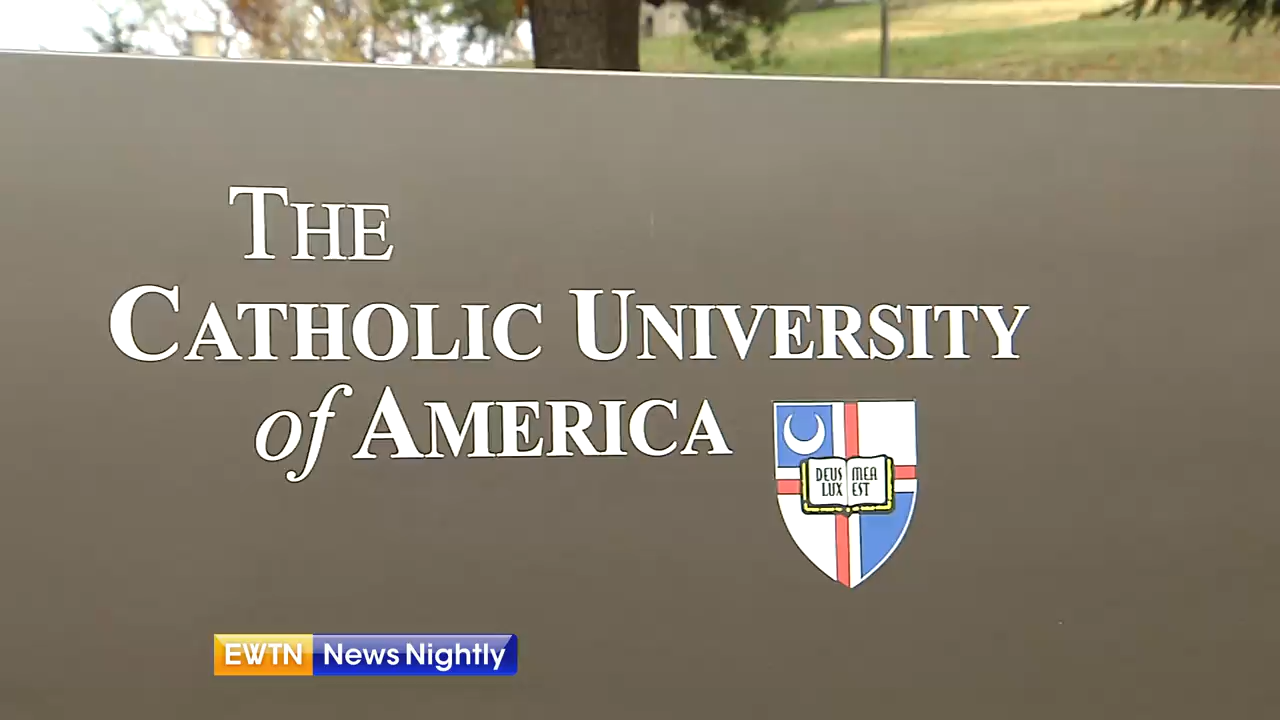 THE
CATHOLIC UNIVERSITY
of AMERICA
DEUS MEA
LUX EST
EWTN News Nightly